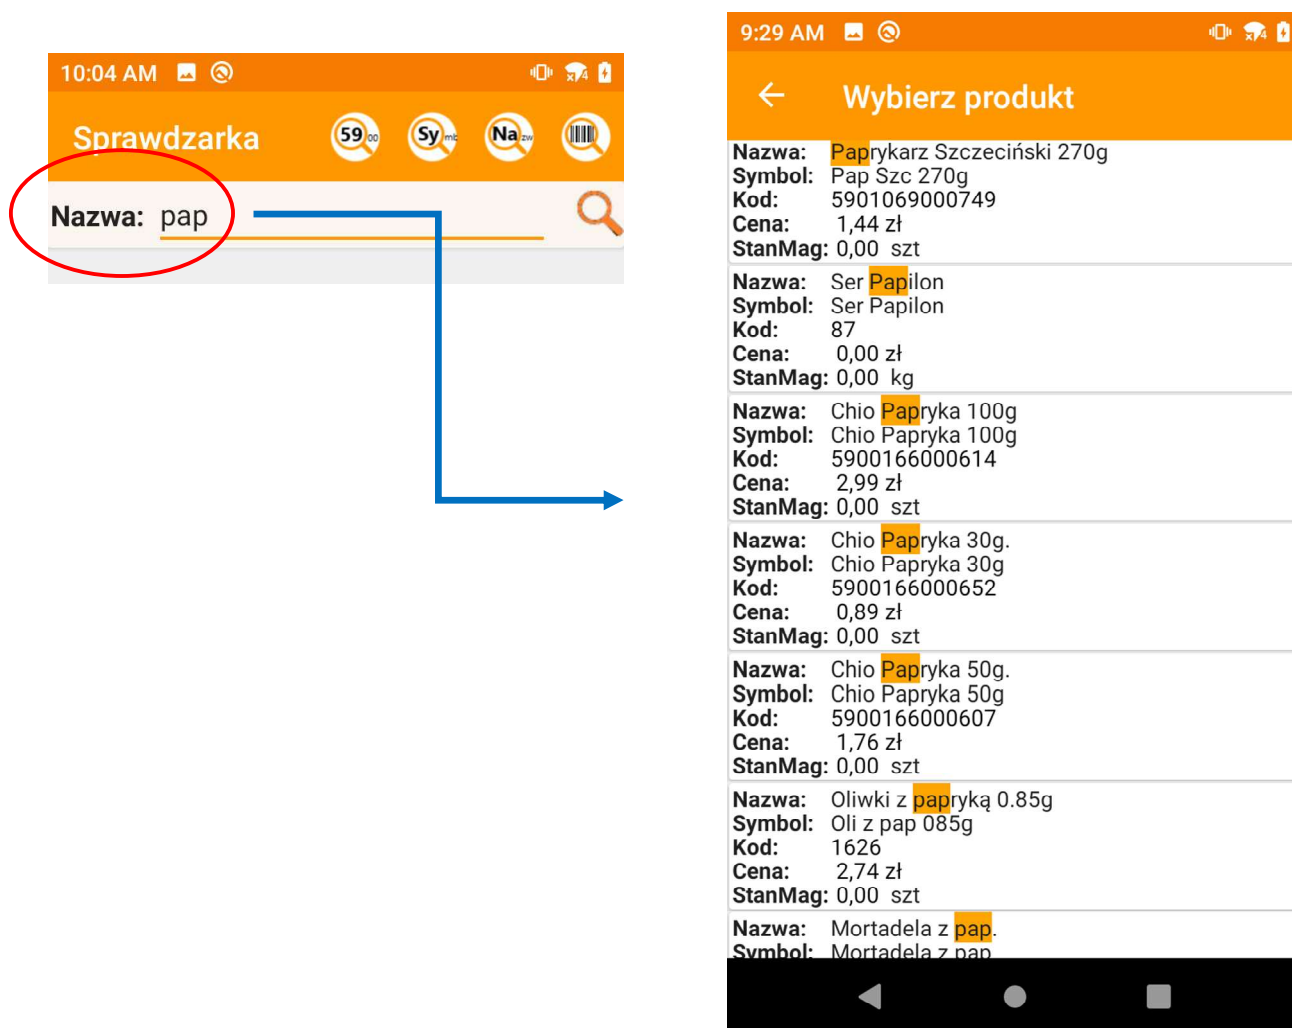 10:04 AM
Sprawdzarka
59 00
Sy mb
Na zw
Nazwa: pap
9:29 AM
Wybierz produkt
Nazwa: Paprykarz Szczeciński 270g
Symbol: Pap Szc 270g
Kod: 5901069000749
Cena: 1,44 zł
StanMag: 0,00 szt
Nazwa: Ser Papilon
Symbol: Ser Papilon
Kod: 87
Cena: 0,00 zł
StanMag: 0,00 kg
Nazwa: Chio Papryka 100g
Symbol: Chio Papryka 100g
Kod: 5900166000614
Cena: 2,99 zł
StanMag: 0,00 szt
Nazwa: Chio Papryka 30g.
Symbol: Chio Papryka 30g
Kod: 5900166000652
Cena: 0,89 zł
StanMag: 0,00 szt
Nazwa: Chio Papryka 50g.
Symbol: Chio Papryka 50g
Kod: 5900166000607
Cena: 1,76 zł
StanMag: 0,00 szt
Nazwa: Oliwki z papryką 0.85g
Symbol: Oli z pap 085g
Kod: 1626
Cena: 2,74 zł
StanMag: 0,00 szt
Nazwa: Mortadela z pap.
Symbol: Mortadela z pap